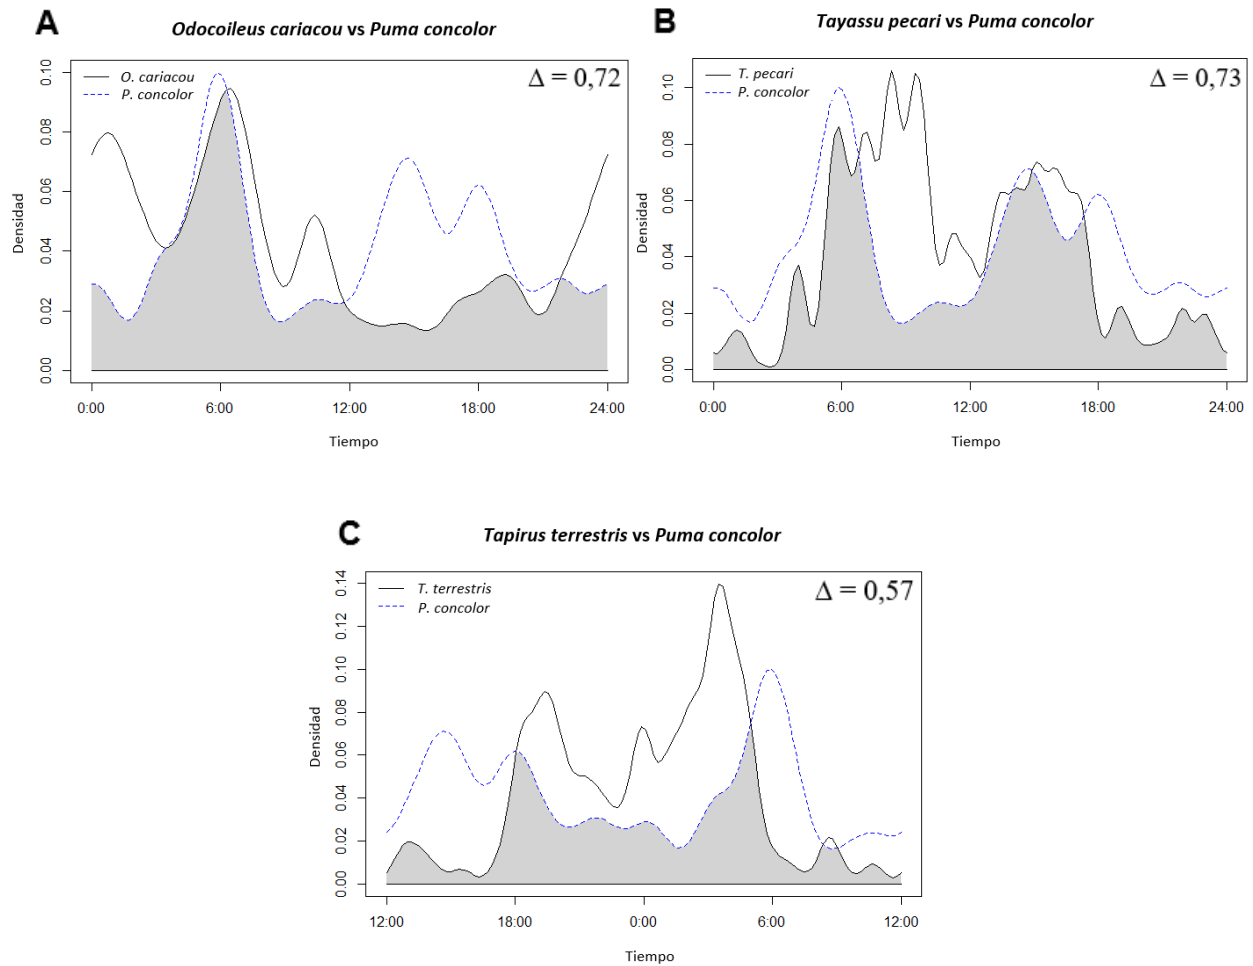 A
Odocoileus cariacou vs Puma concolor
O. cariacou
P. concolor
Δ = 0,72
Densidad
0.00
0.02
0.04
0.06
0.08
0.10
0:00
6:00
12:00
18:00
24:00
Tiempo
B
Tayassu pecari vs Puma concolor
T. pecari
P. concolor
Δ = 0,73
Densidad
0.00
0.02
0.04
0.06
0.08
0.10
0:00
6:00
12:00
18:00
24:00
Tiempo
C
Tapirus terrestris vs Puma concolor
T. terrestris
P. concolor
Δ = 0,57
Densidad
0.00
0.02
0.04
0.06
0.08
0.10
0.12
0.14
12:00
18:00
0:00
6:00
12:00
Tiempo